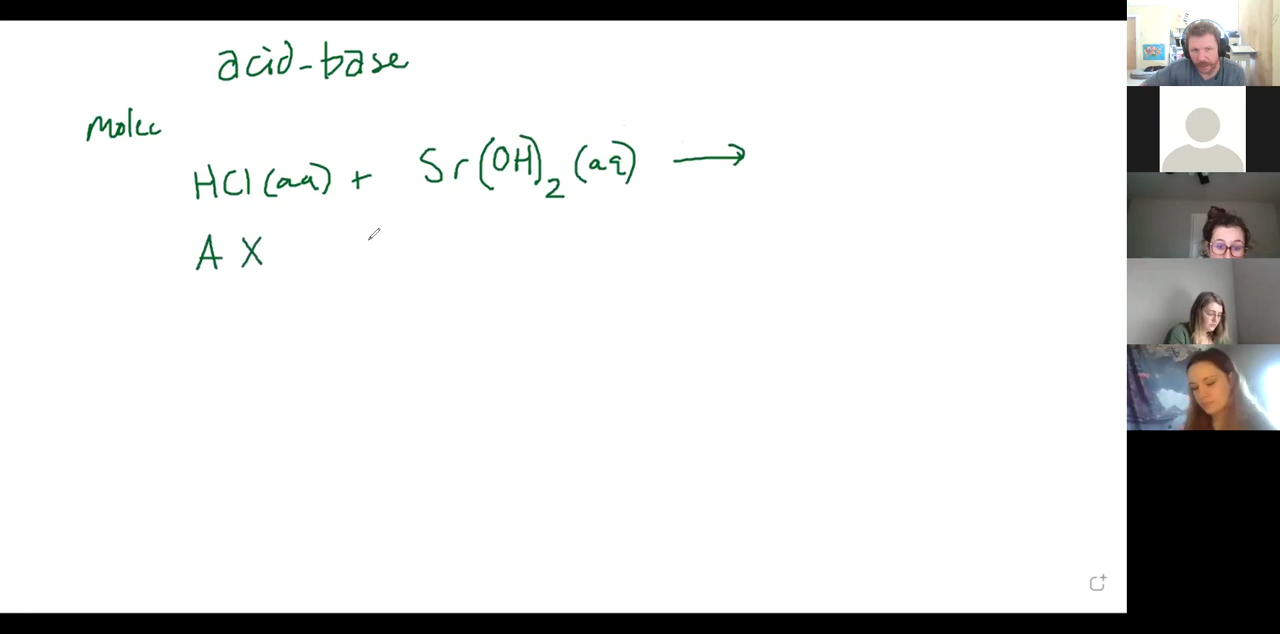 acid-base
Molec
HCl(aq) + Sr(OH)₂(aq) ⟶
A X